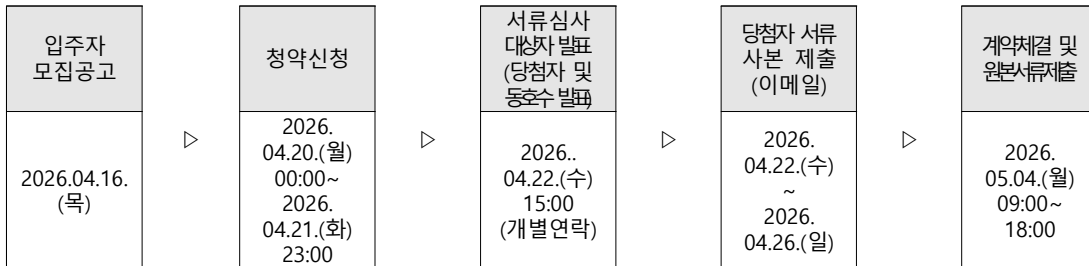 입주자
모집공고
2026.04.16.
(목)
▷
청약신청
2026.
04.20.(월)
00:00~
2026.
04.21.(화)
23:00
▷
서류심사
대상자 발표
(당첨자 및
동호수 발표)
2026..
04.22.(수)
15:00
(개별연락)
▷
당첨자 서류
사본 제출
(이메일)
2026.
04.22.(수)
~
2026.
04.26.(일)
▷
계약체결 및
원본서류제출
2026.
05.04.(월)
09:00~
18:00